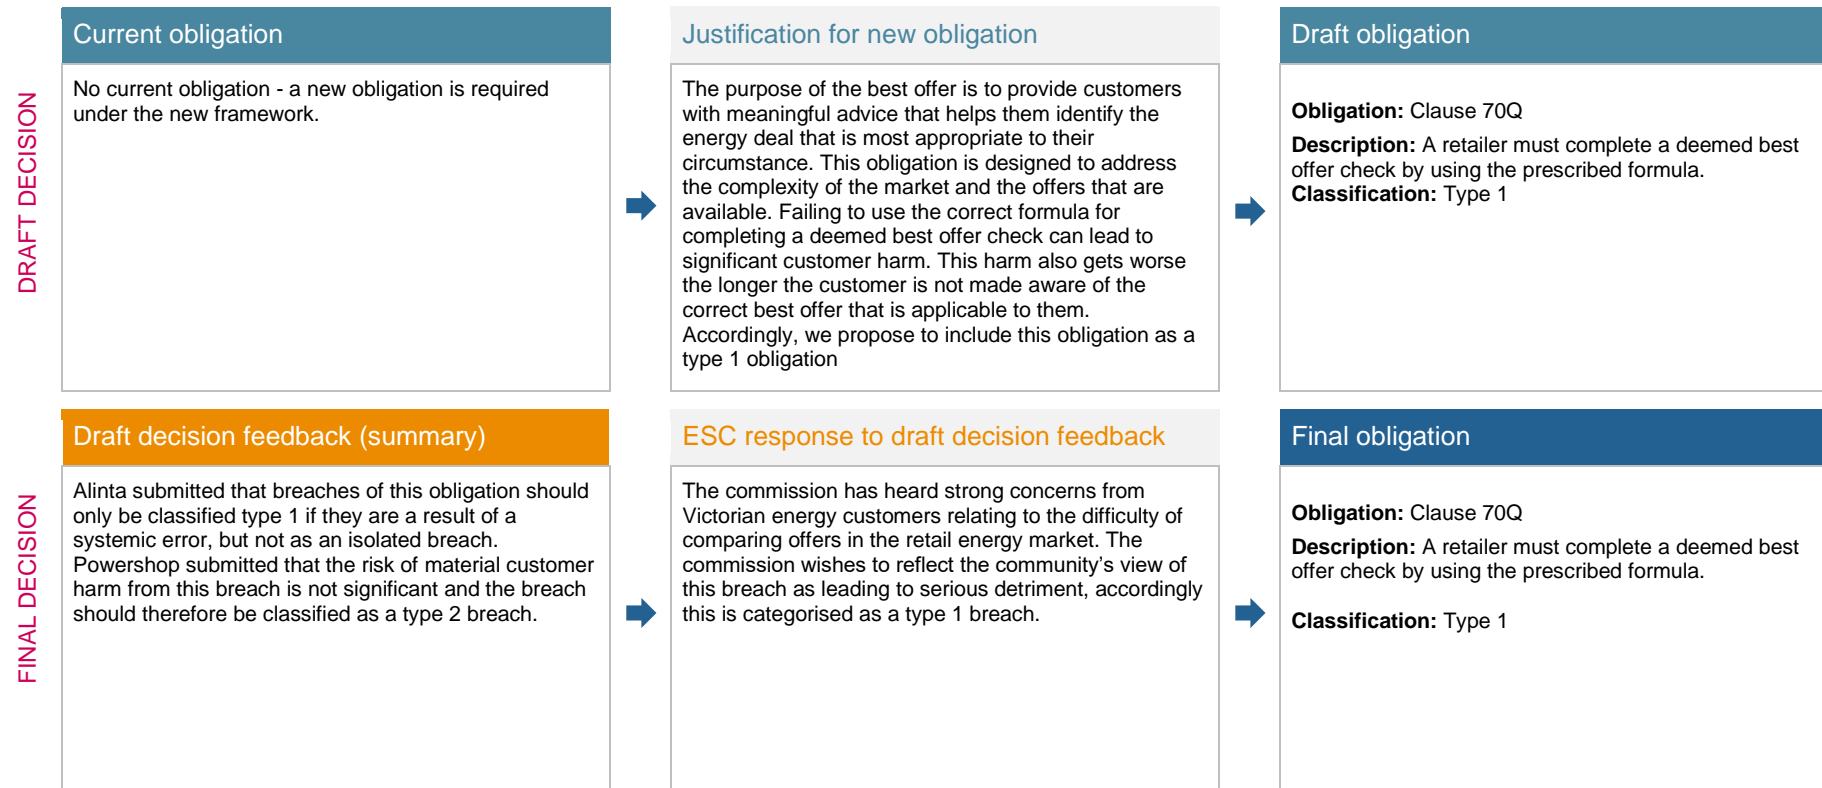 DRAFT DECISION
Current obligation
No current obligation - a new obligation is required
under the new framework.
Justification for new obligation
The purpose of the best offer is to provide customers
with meaningful advice that helps them identify the
energy deal that is most appropriate to their
circumstance. This obligation is designed to address
the complexity of the market and the offers that are
available. Failing to use the correct formula for
completing a deemed best offer check can lead to
significant customer harm. This harm also gets worse
the longer the customer is not made aware of the
correct best offer that is applicable to them.
Accordingly, we propose to include this obligation as a
type 1 obligation
Draft obligation
Obligation: Clause 70Q
Description: A retailer must complete a deemed best
offer check by using the prescribed formula.
Classification: Type 1
FINAL DECISION
Draft decision feedback (summary)
Alinta submitted that breaches of this obligation should
only be classified type 1 if they are a result of a
systemic error, but not as an isolated breach.
Powershop submitted that the risk of material customer
harm from this breach is not significant and the breach
should therefore be classified as a type 2 breach.
ESC response to draft decision feedback
The commission has heard strong concerns from
Victorian energy customers relating to the difficulty of
comparing offers in the retail energy market. The
commission wishes to reflect the community's view of
this breach as leading to serious detriment, accordingly
this is categorised as a type 1 breach.
Final obligation
Obligation: Clause 70Q
Description: A retailer must complete a deemed best
offer check by using the prescribed formula.
Classification: Type 1